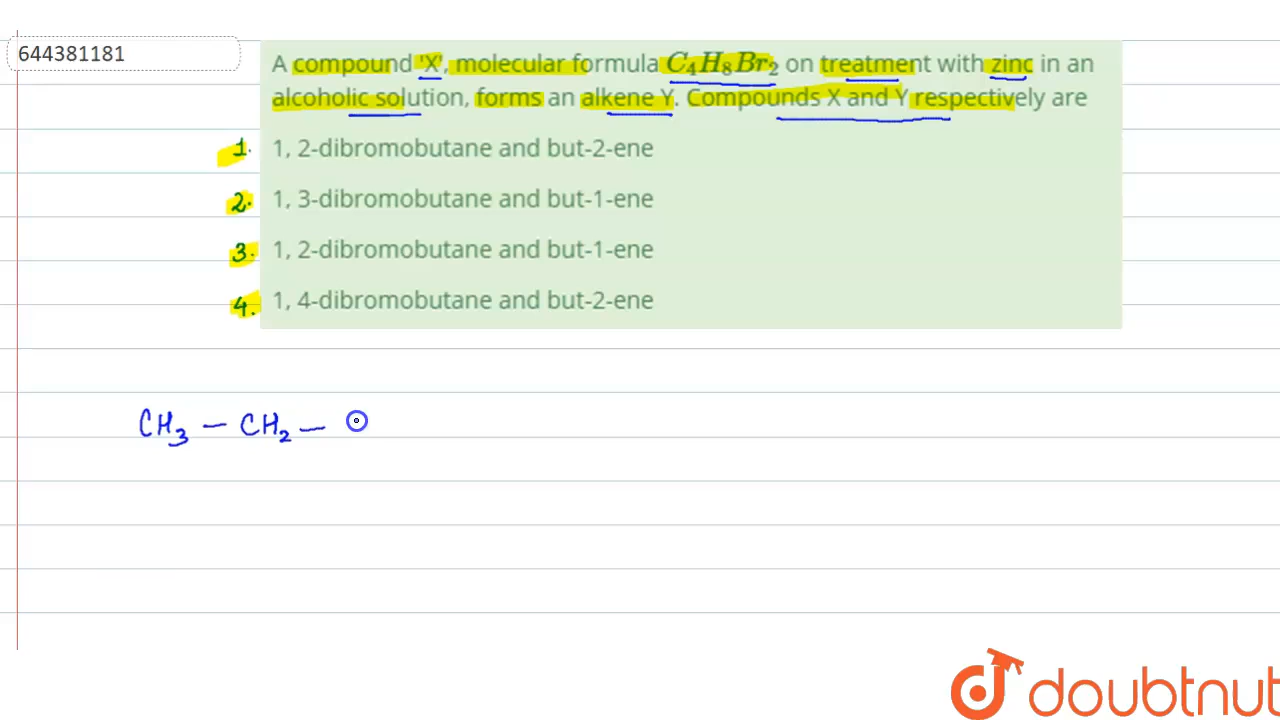 644381181
A compound 'X', molecular formula C₄H₈Br₂ on treatment with zinc in an
alcoholic solution, forms an alkene Y. Compounds X and Y respectively are
1. 1, 2-dibromobutane and but-2-ene
2. 1, 3-dibromobutane and but-1-ene
3. 1, 2-dibromobutane and but-1-ene
4. 1, 4-dibromobutane and but-2-ene
CH₃ — CH₂ —
doubtnut